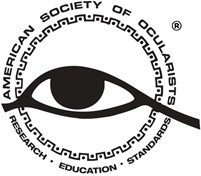 AMERICAN SOCIETY OF OCULARISTS ®
RESEARCH · EDUCATION · STANDARDS